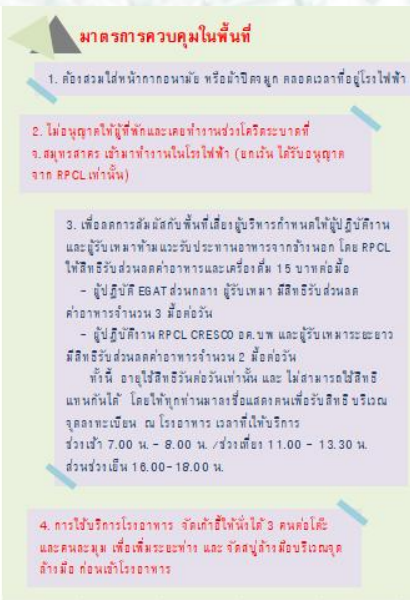 มาตรการควบคุมในพื้นที่
1. ต้องสวมใส่หน้ากากอนามัย หรือผ้าปิดจมูก ตลอดเวลาที่อยู่โรงไฟฟ้า
2. ไม่อนุญาตให้ผู้ที่พักและเคยทำงานช่วงโควิดระบาดที่
จ.สมุทรสาคร เข้ามาทำงานในโรงไฟฟ้า (ยกเว้น ได้รับอนุญาต
จาก RPCL เท่านั้น)
3. เพื่อลดการสัมผัสกับพื้นที่เสี่ยงผู้บริหารกำหนดให้ผู้ปฏิบัติงาน
และผู้รับเหมาห้ามแวะรับประทานอาหารจากข้างนอก โดย RPCL
ให้สิทธิรับส่วนลดค่าอาหารและเครื่องดื่ม 15 บาทต่อมื้อ
- ผู้ปฏิบัติ EGAT ส่วนกลาง ผู้รับเหมา มีสิทธิรับส่วนลด
ค่าอาหารจำนวน 3 มื้อต่อวัน
- ผู้ปฏิบัติงาน RPCL CRESCO อค.บพ และผู้รับเหมาระยะยาว
มีสิทธิรับส่วนลดค่าอาหารจำนวน 2 มื้อต่อวัน
ทั้งนี้ อายุใช้สิทธิวันต่อวันเท่านั้น และ ไม่สามารถใช้สิทธิ
แทนกันได้ โดยให้ทุกท่านมาลงชื่อแสดงตนเพื่อรับสิทธิ บริเวณ
จุดลงทะเบียน ณ โรงอาหาร เวลาที่ให้บริการ
ช่วงเช้า 7.00 น. - 8.00 น. /ช่วงเที่ยง 11.00 - 13.30 น.
ส่วนช่วงเย็น 16.00-18.00 น.
4. การใช้บริการโรงอาหาร จัดเก้าอี้ให้นั่งได้ 3 คนต่อโต๊ะ
และคนละมุม เพื่อเพิ่มระยะห่าง และ จัดสบู่ล้างมือบริเวณจุด
ล้างมือ ก่อนเข้าโรงอาหาร